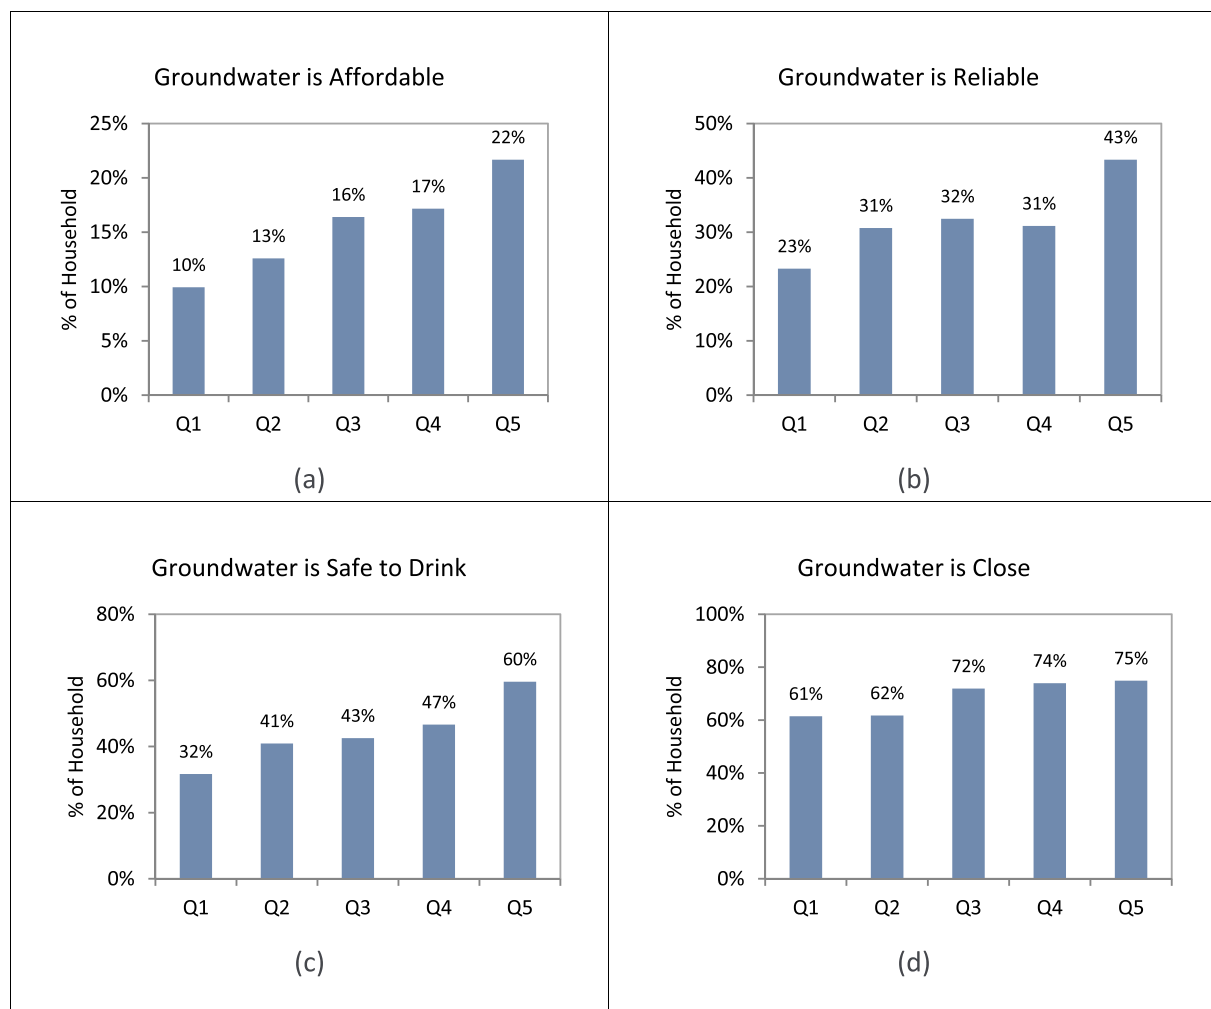 Groundwater is Affordable
25%
20%
15%
10%
5%
0%
% of Household
10%
13%
16%
17%
22%
Q1 Q2 Q3 Q4 Q5
(a)
Groundwater is Reliable
50%
40%
30%
20%
10%
0%
% of Household
23%
31%
32%
31%
43%
Q1 Q2 Q3 Q4 Q5
(b)
Groundwater is Safe to Drink
80%
60%
40%
20%
0%
% of Household
32%
41%
43%
47%
60%
Q1 Q2 Q3 Q4 Q5
(c)
Groundwater is Close
100%
80%
60%
40%
20%
0%
% of Household
61%
62%
72%
74%
75%
Q1 Q2 Q3 Q4 Q5
(d)